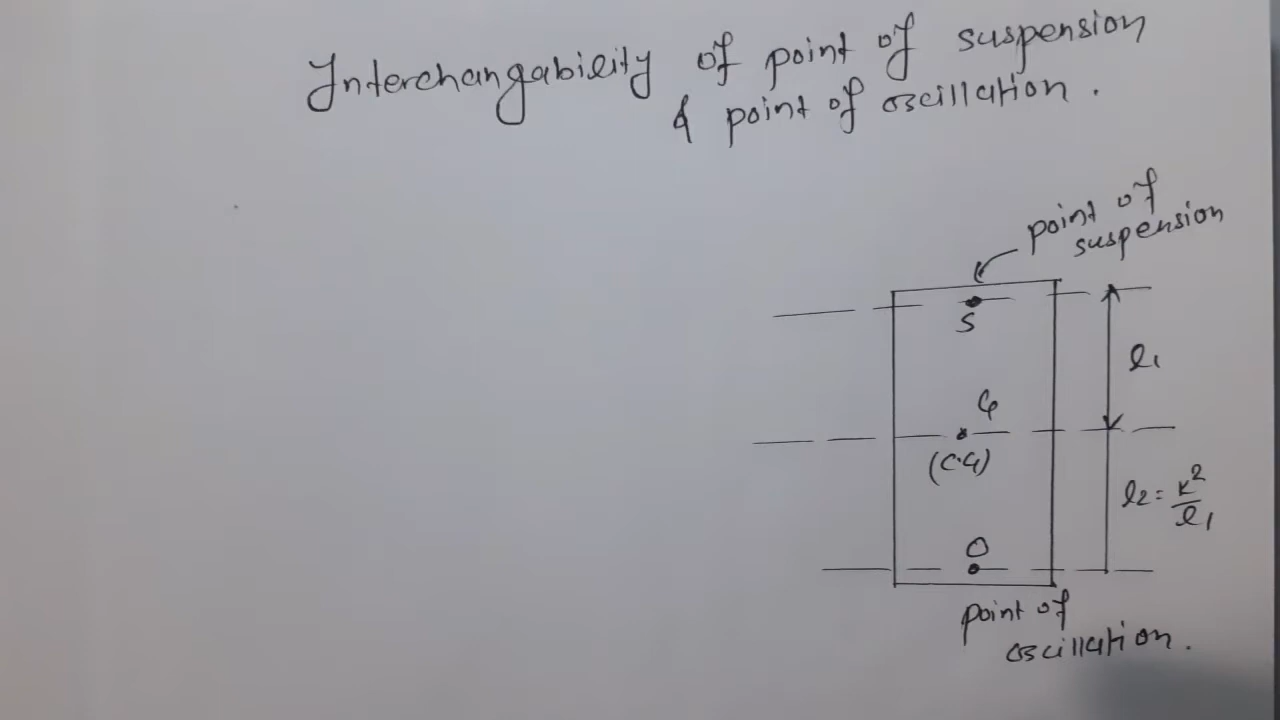 Interchangability of point of suspension
& point of oscillation.
point of
suspension
S
l1
G
(C.G)
l2 = K²/l1
O
point of
oscillation.